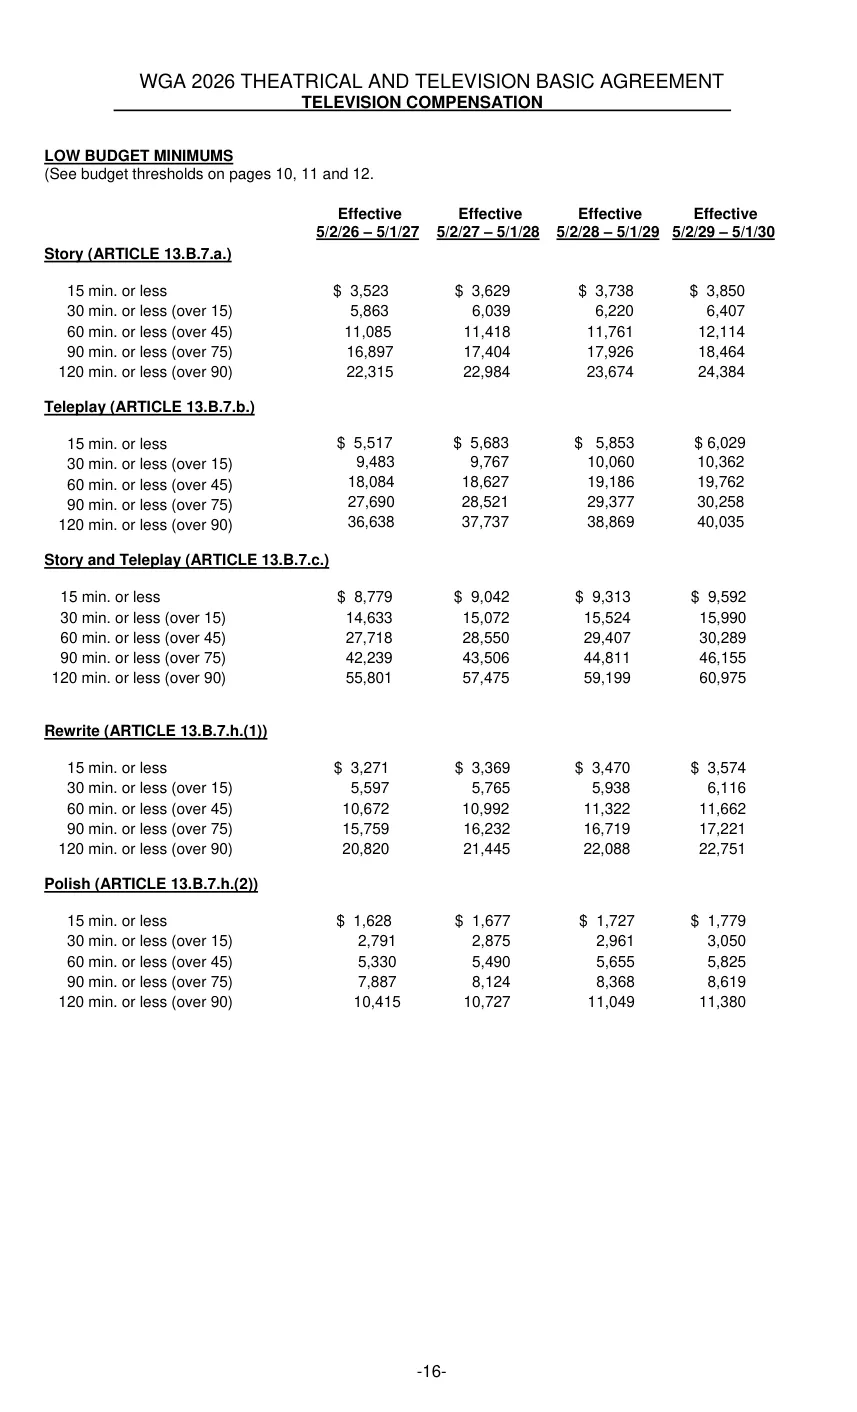 WGA 2026 THEATRICAL AND TELEVISION BASIC AGREEMENT
TELEVISION COMPENSATION
LOW BUDGET MINIMUMS
(See budget thresholds on pages 10, 11 and 12.
Effective Effective Effective Effective
5/2/26 – 5/1/27 5/2/27 – 5/1/28 5/2/28 – 5/1/29 5/2/29 – 5/1/30
Story (ARTICLE 13.B.7.a.)
15 min. or less $ 3,523 $ 3,629 $ 3,738 $ 3,850
30 min. or less (over 15) 5,863 6,039 6,220 6,407
60 min. or less (over 45) 11,085 11,418 11,761 12,114
90 min. or less (over 75) 16,897 17,404 17,926 18,464
120 min. or less (over 90) 22,315 22,984 23,674 24,384
Teleplay (ARTICLE 13.B.7.b.)
15 min. or less $ 5,517 $ 5,683 $ 5,853 $ 6,029
30 min. or less (over 15) 9,483 9,767 10,060 10,362
60 min. or less (over 45) 18,084 18,627 19,186 19,762
90 min. or less (over 75) 27,690 28,521 29,377 30,258
120 min. or less (over 90) 36,638 37,737 38,869 40,035
Story and Teleplay (ARTICLE 13.B.7.c.)
15 min. or less $ 8,779 $ 9,042 $ 9,313 $ 9,592
30 min. or less (over 15) 14,633 15,072 15,524 15,990
60 min. or less (over 45) 27,718 28,550 29,407 30,289
90 min. or less (over 75) 42,239 43,506 44,811 46,155
120 min. or less (over 90) 55,801 57,475 59,199 60,975
Rewrite (ARTICLE 13.B.7.h.(1))
15 min. or less $ 3,271 $ 3,369 $ 3,470 $ 3,574
30 min. or less (over 15) 5,597 5,765 5,938 6,116
60 min. or less (over 45) 10,672 10,992 11,322 11,662
90 min. or less (over 75) 15,759 16,232 16,719 17,221
120 min. or less (over 90) 20,820 21,445 22,088 22,751
Polish (ARTICLE 13.B.7.h.(2))
15 min. or less $ 1,628 $ 1,677 $ 1,727 $ 1,779
30 min. or less (over 15) 2,791 2,875 2,961 3,050
60 min. or less (over 45) 5,330 5,490 5,655 5,825
90 min. or less (over 75) 7,887 8,124 8,368 8,619
120 min. or less (over 90) 10,415 10,727 11,049 11,380
-16-